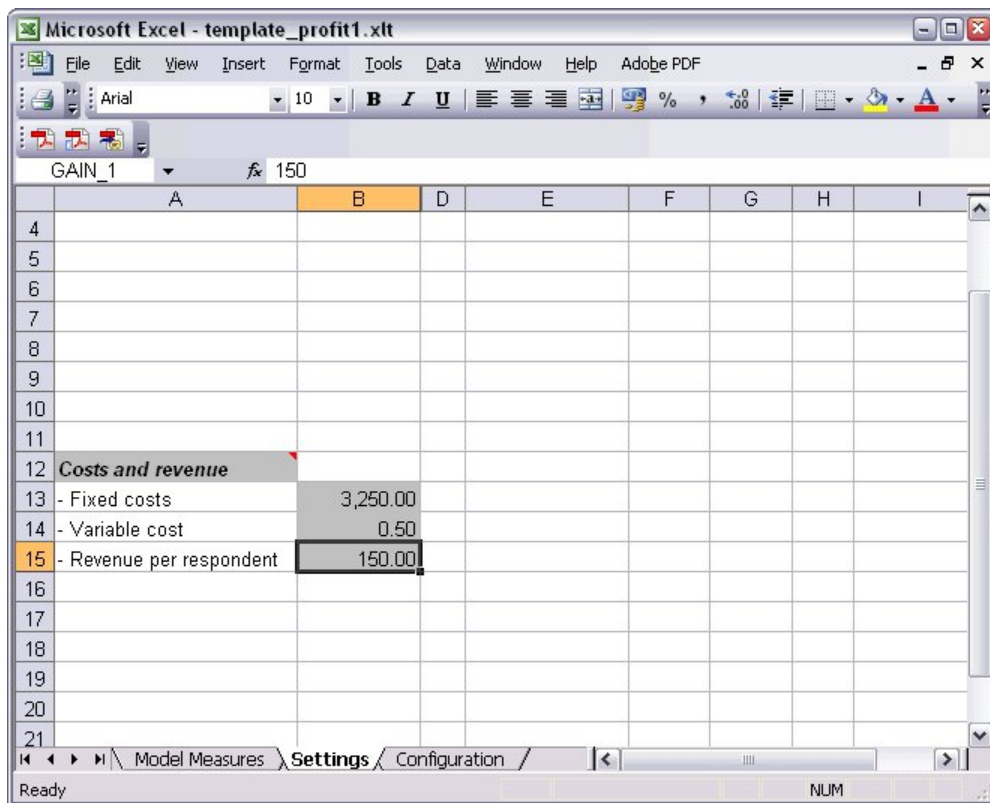 Microsoft Excel - template_profit1.xlt
File Edit View Insert Format Tools Data Window Help Adobe PDF
Arial 10 B I U % , A
GAIN_1 fx 150
A B D E F G H I
4
5
6
7
8
9
10
11
12 Costs and revenue
13 - Fixed costs 3,250.00
14 - Variable cost 0.50
15 - Revenue per respondent 150.00
16
17
18
19
20
21
Model Measures Settings Configuration
Ready NUM